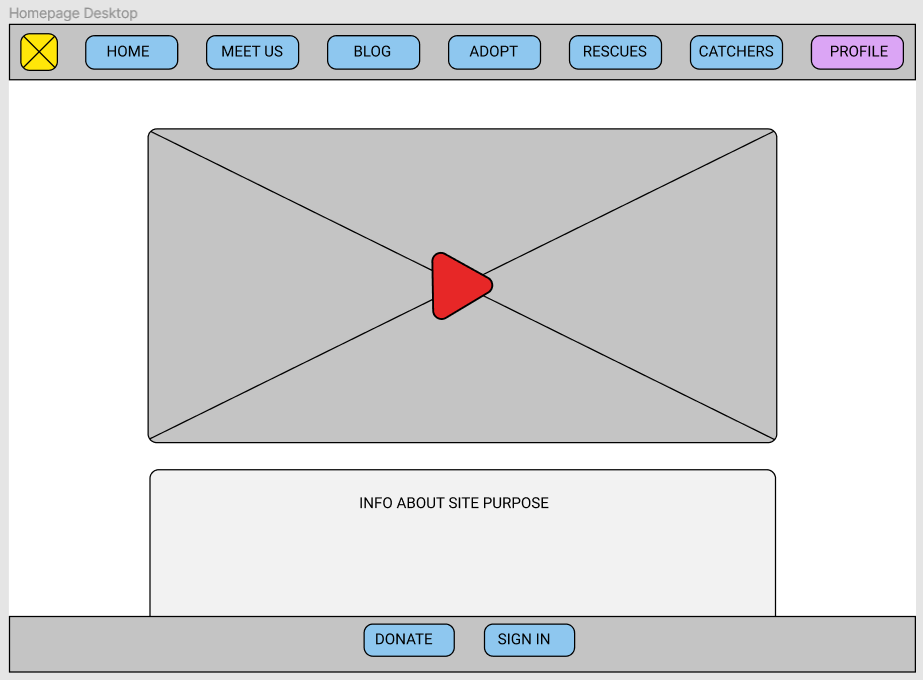 Homepage Desktop
HOME MEET US BLOG ADOPT RESCUES CATCHERS PROFILE
INFO ABOUT SITE PURPOSE
DONATE SIGN IN